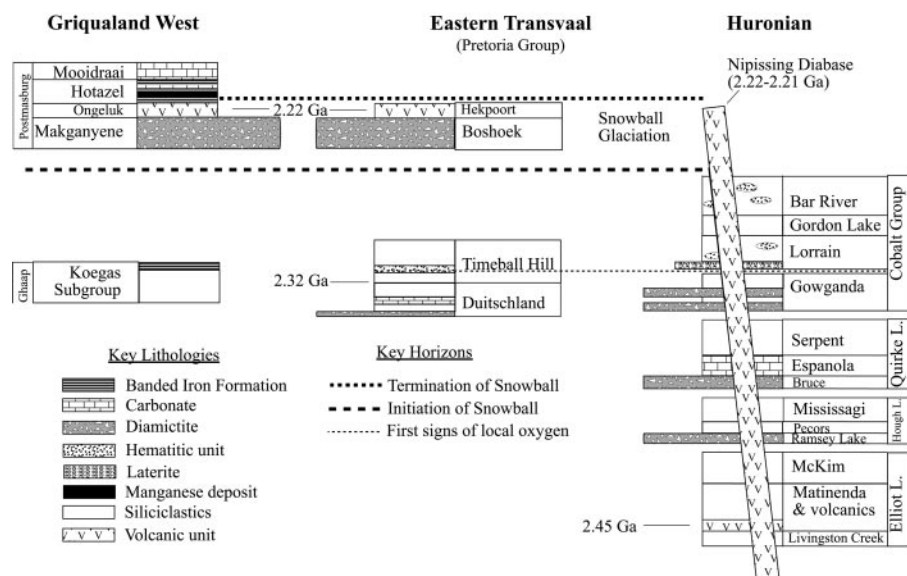 Griqualand West
Eastern Transvaal
(Pretoria Group)
Huronian
Postmasburg
Mooidraai
Hotazel
Ongeluk
Makganyene
2.22 Ga
Hekpoort
Boshoek
Snowball
Glaciation
Nipissing Diabase
(2.22-2.21 Ga)
Ghaap
Koegas
Subgroup
2.32 Ga
Timeball Hill
Duitschland
Bar River
Gordon Lake
Lorrain
Gowganda
Cobalt Group
Serpent
Espanola
Bruce
Quirke L.
Mississagi
Pecors
Ramsey Lake
Hough L.
McKim
Matinenda
& volcanics
Livingston Creek
Elliot L.
2.45 Ga
Key Lithologies
Banded Iron Formation
Carbonate
Diamictite
Hematitic unit
Laterite
Manganese deposit
Siliciclastics
Volcanic unit
Key Horizons
Termination of Snowball
Initiation of Snowball
First signs of local oxygen